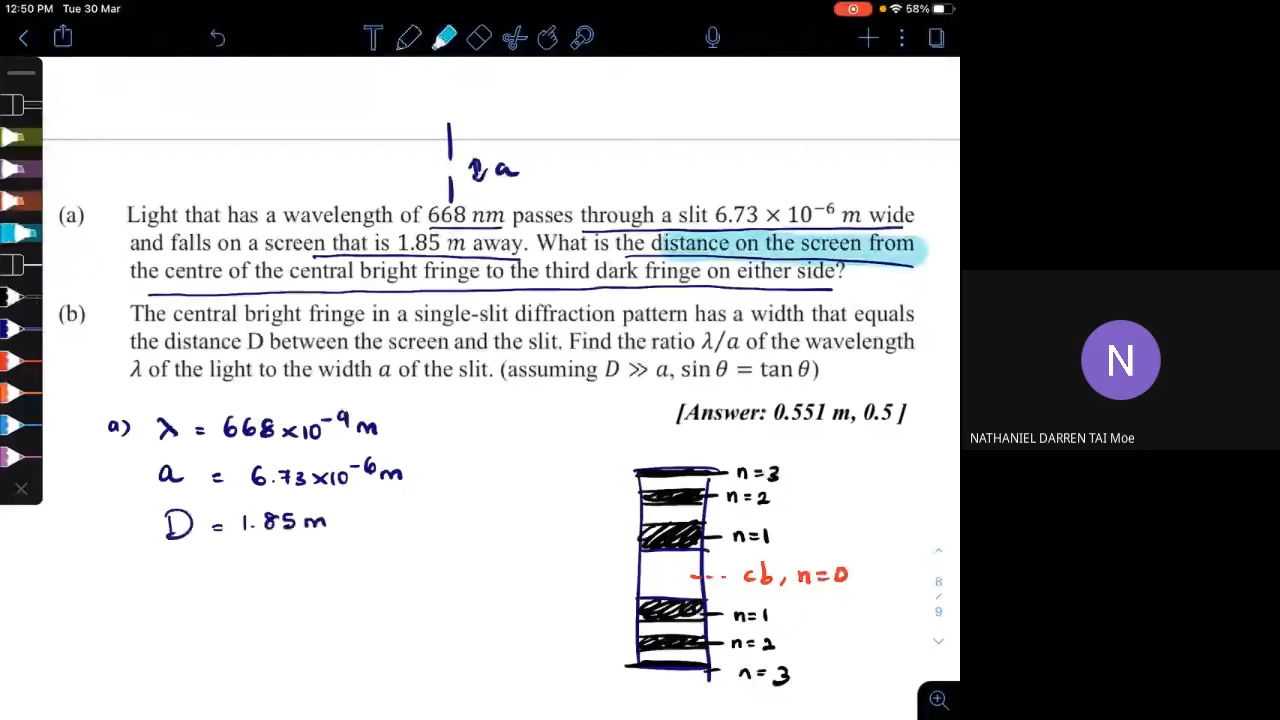 12:50 PM Tue 30 Mar
58%
a
(a) Light that has a wavelength of 668 nm passes through a slit 6.73 × 10⁻⁶ m wide
and falls on a screen that is 1.85 m away. What is the distance on the screen from
the centre of the central bright fringe to the third dark fringe on either side?
(b) The central bright fringe in a single-slit diffraction pattern has a width that equals
the distance D between the screen and the slit. Find the ratio λ/a of the wavelength
λ of the light to the width a of the slit. (assuming D ≫ a, sin θ = tan θ)
[Answer: 0.551 m, 0.5 ]
a) λ = 668×10⁻⁹ m
a = 6.73×10⁻⁶ m
D = 1.85 m
n=3
n=2
n=1
cb, n=0
n=1
n=2
n=3
8
/
9
N
NATHANIEL DARREN TAI Moe